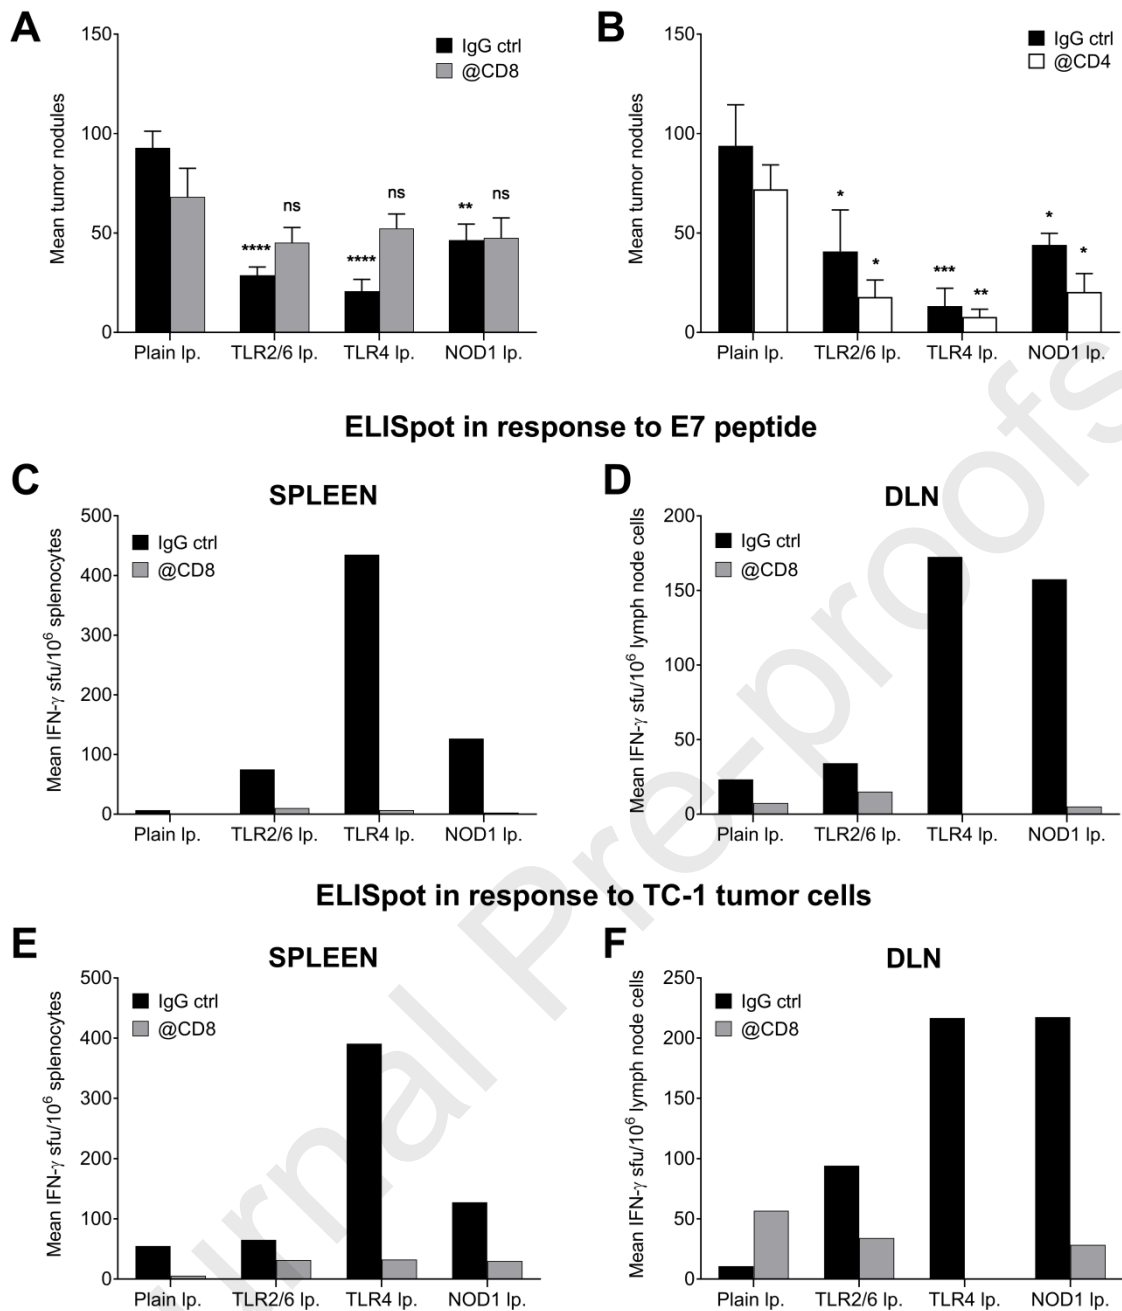 A
Mean tumor nodules
150
100
50
0
IgG ctrl
@CD8
****
ns
****
ns
**
ns
Plain lp.
TLR2/6 lp.
TLR4 lp.
NOD1 lp.
B
Mean tumor nodules
150
100
50
0
IgG ctrl
@CD4
*
*
***
**
*
*
Plain lp.
TLR2/6 lp.
TLR4 lp.
NOD1 lp.
ELISpot in response to E7 peptide
C
SPLEEN
Mean IFN-γ sfu/10⁶ splenocytes
500
400
300
200
100
0
IgG ctrl
@CD8
Plain lp.
TLR2/6 lp.
TLR4 lp.
NOD1 lp.
D
DLN
Mean IFN-γ sfu/10⁶ lymph node cells
200
150
100
50
0
IgG ctrl
@CD8
Plain lp.
TLR2/6 lp.
TLR4 lp.
NOD1 lp.
ELISpot in response to TC-1 tumor cells
E
SPLEEN
Mean IFN-γ sfu/10⁶ splenocytes
500
400
300
200
100
0
IgG ctrl
@CD8
Plain lp.
TLR2/6 lp.
TLR4 lp.
NOD1 lp.
F
DLN
Mean IFN-γ sfu/10⁶ lymph node cells
250
200
150
100
50
0
IgG ctrl
@CD8
Plain lp.
TLR2/6 lp.
TLR4 lp.
NOD1 lp.
urnal Pre-proofs